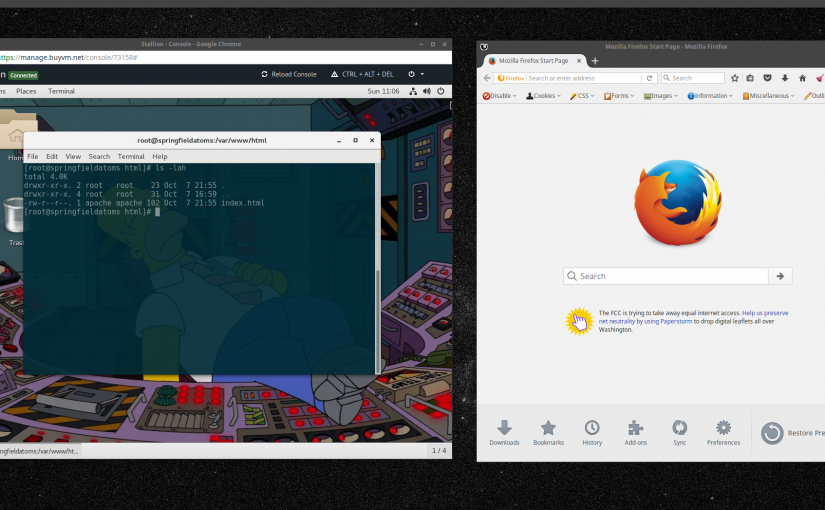 Stallion - Console - Google Chrome
https://manage.buyvm.net/console/73158#
n Connected
Reload Console
CTRL + ALT + DEL
ns Places Terminal
Sun 11:06
Hom
Tras
root@springfieldatoms:/var/www/html
File Edit View Search Terminal Help
[root@springfieldatoms html]# ls -lah
total 4.0K
drwxr-xr-x. 2 root root 23 Oct 7 21:55 .
drwxr-xr-x. 4 root root 31 Oct 7 16:59 ..
-rw-r--r--. 1 apache apache 102 Oct 7 21:55 index.html
[root@springfieldatoms html]#
ngfieldatoms:/var/www/ht...
1 / 4
Mozilla Firefox Start Page - Mozilla Firefox
Mozilla Firefox Start Page
Firefox Search or enter address
Search
Disable Cookies CSS Forms Images Information Miscellaneous Outli
Search
The FCC is trying to take away equal internet access. Help us preserve
net neutrality by using Paperstorm to drop digital leaflets all over
Washington.
Downloads Bookmarks History Add-ons Sync Preferences
Restore Pre